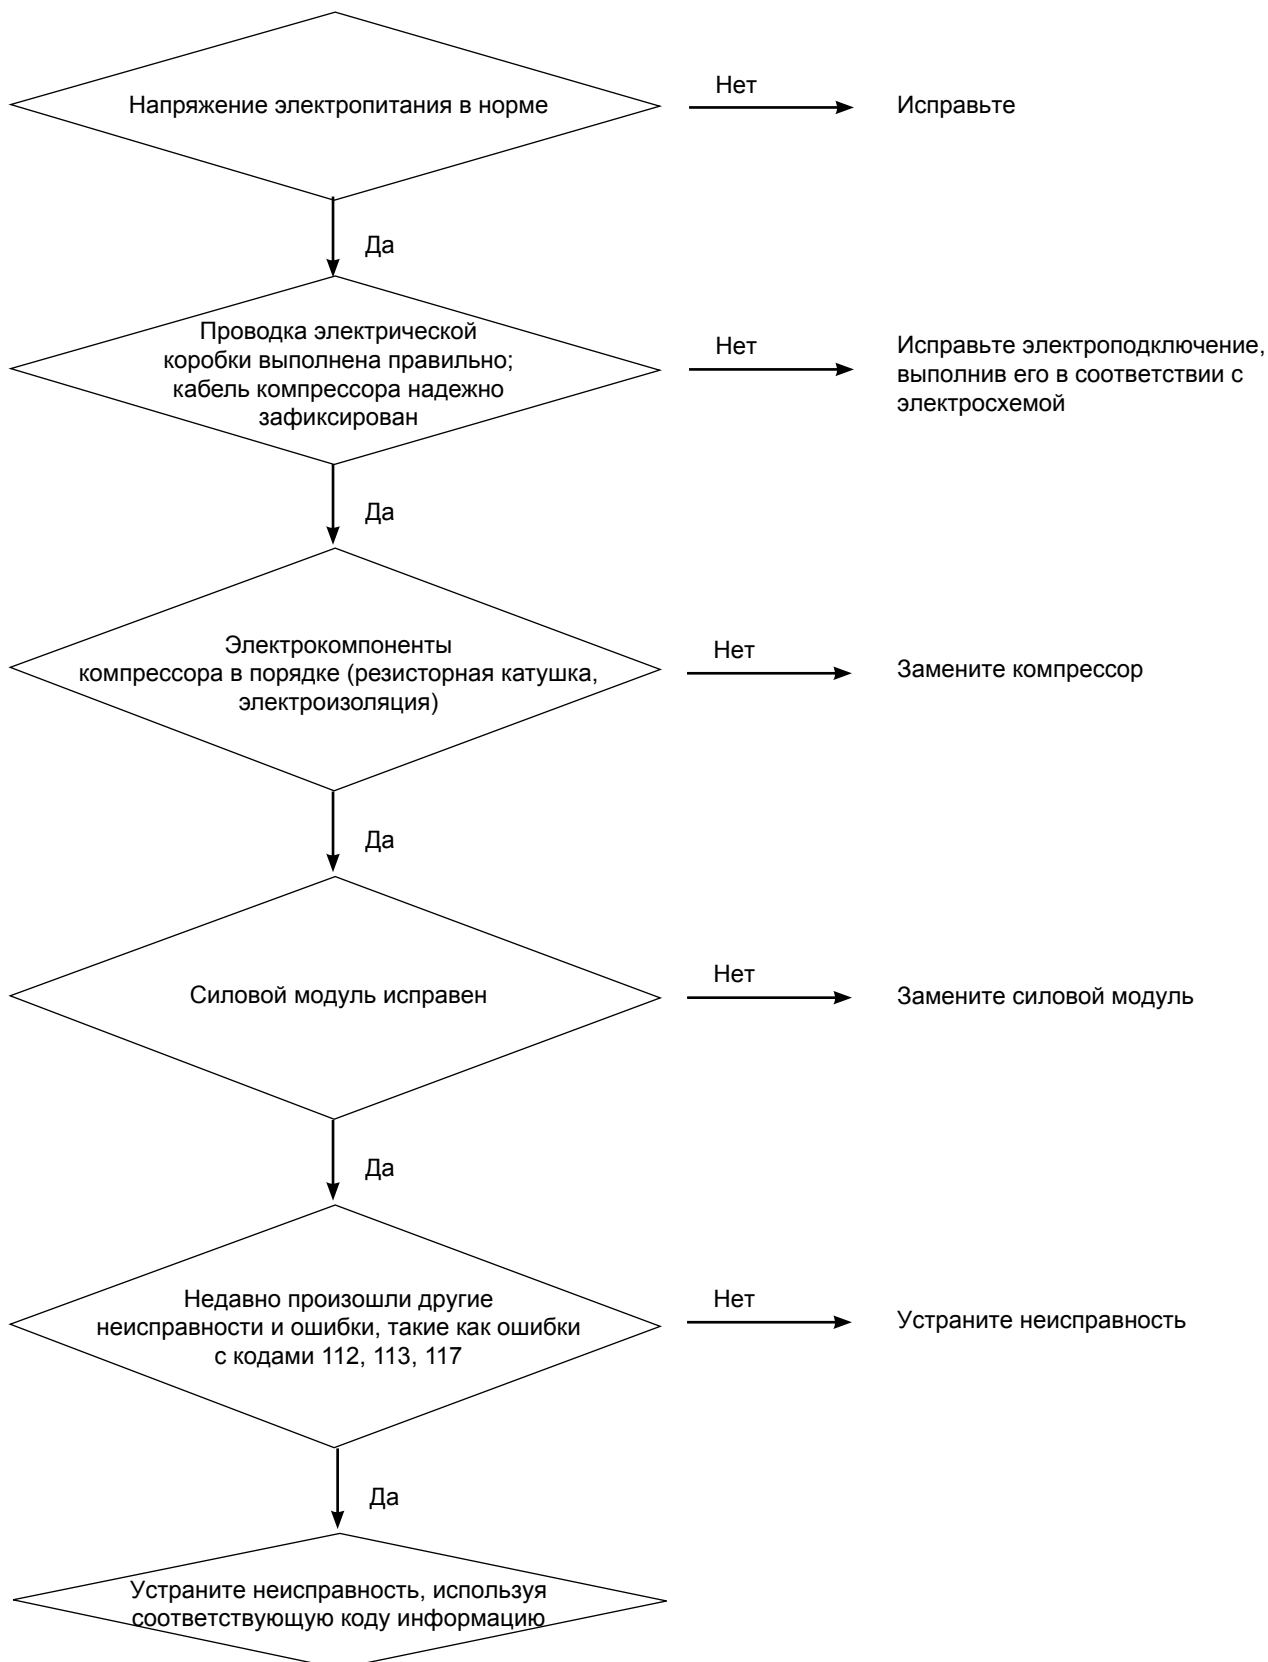 Напряжение электропитания в норме
Нет
Исправьте
Да
Проводка электрической
коробки выполнена правильно;
кабель компрессора надежно
зафиксирован
Нет
Исправьте электроподключение,
выполнив его в соответствии с
электросхемой
Да
Электрокомпоненты
компрессора в порядке (резисторная катушка,
электроизоляция)
Нет
Замените компрессор
Да
Силовой модуль исправен
Нет
Замените силовой модуль
Да
Недавно произошли другие
неисправности и ошибки, такие как ошибки
с кодами 112, 113, 117
Нет
Устраните неисправность
Да
Устраните неисправность, используя
соответствующую коду информацию